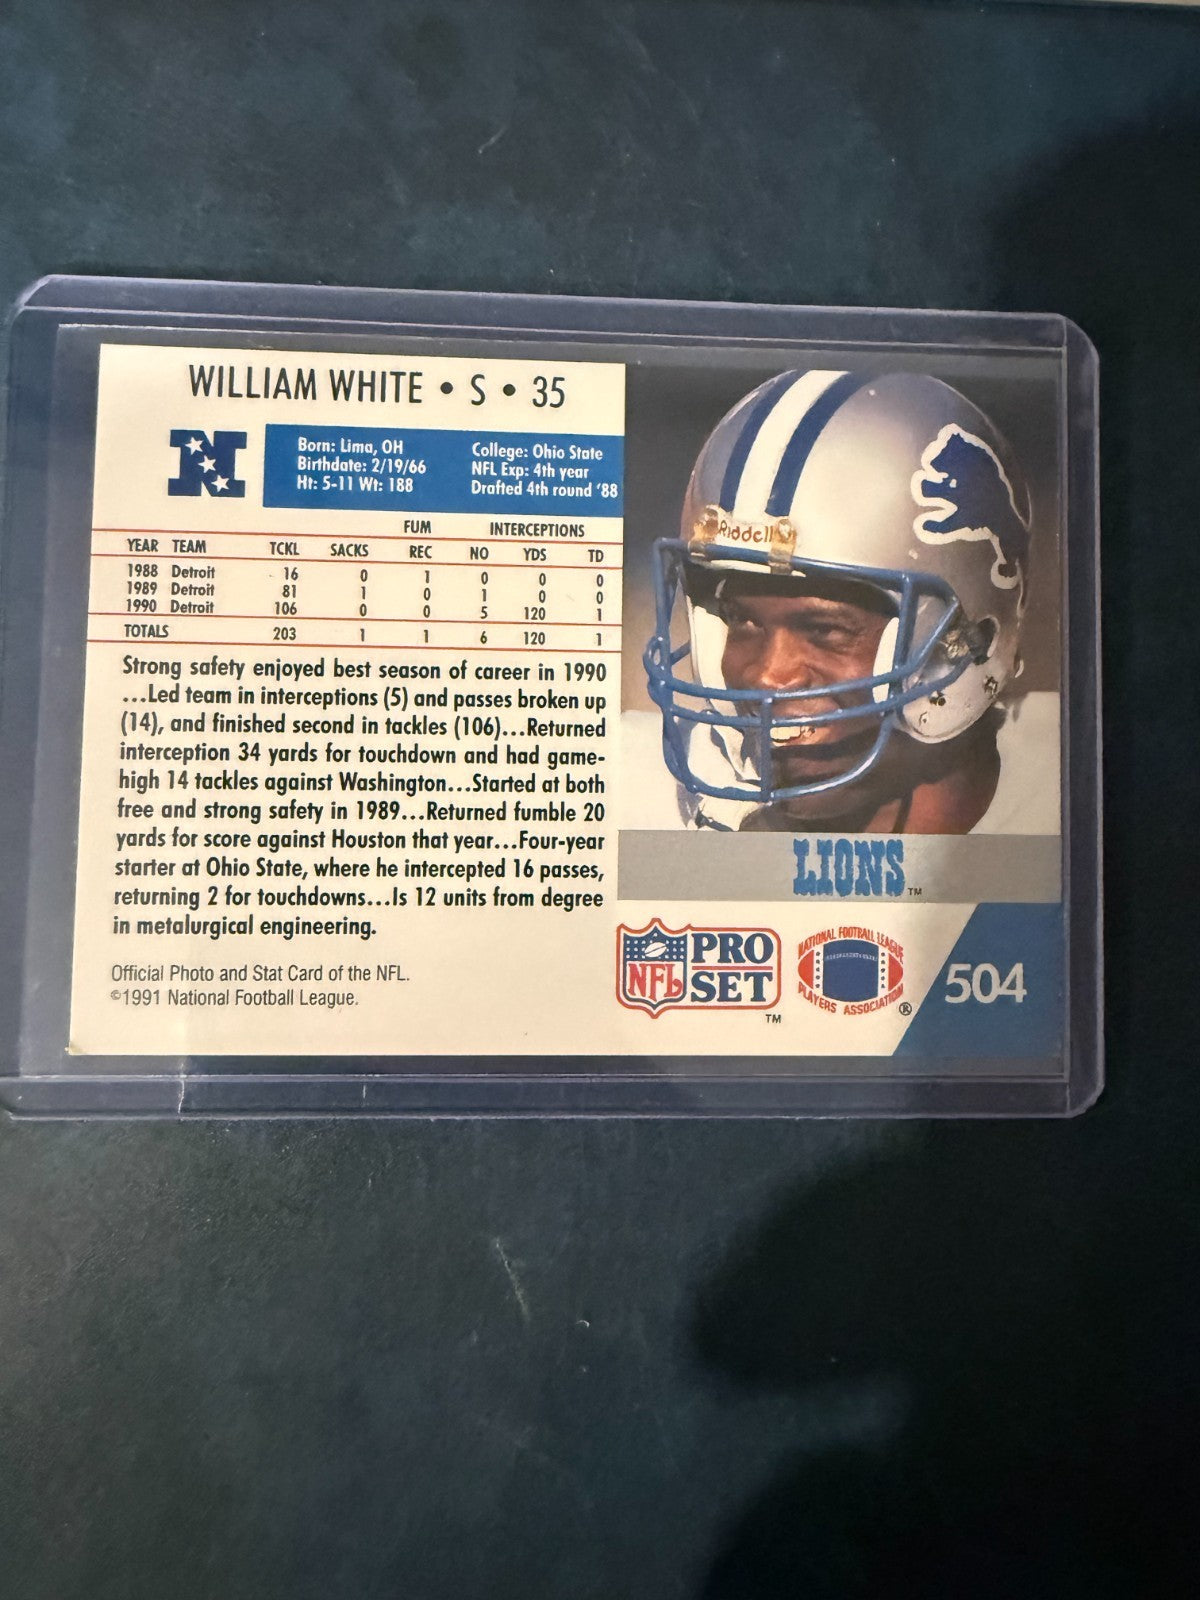 WILLIAM WHITE • S • 35
N
Born: Lima, OH
Birthdate: 2/19/66
Ht: 5-11 Wt: 188
College: Ohio State
NFL Exp: 4th year
Drafted 4th round '88
FUM INTERCEPTIONS
YEAR TEAM TCKL SACKS REC NO YDS TD
1988 Detroit 16 0 1 0 0 0
1989 Detroit 81 1 0 1 0 0
1990 Detroit 106 0 0 5 120 1
TOTALS 203 1 1 6 120 1
Strong safety enjoyed best season of career in 1990
...Led team in interceptions (5) and passes broken up
(14), and finished second in tackles (106)...Returned
interception 34 yards for touchdown and had game-
high 14 tackles against Washington...Started at both
free and strong safety in 1989...Returned fumble 20
yards for score against Houston that year...Four-year
starter at Ohio State, where he intercepted 16 passes,
returning 2 for touchdowns...Is 12 units from degree
in metalurgical engineering.
Official Photo and Stat Card of the NFL.
©1991 National Football League.
Riddell
LIONS™
NFL PRO SET™
NATIONAL FOOTBALL LEAGUE
PLAYERS ASSOCIATION®
504